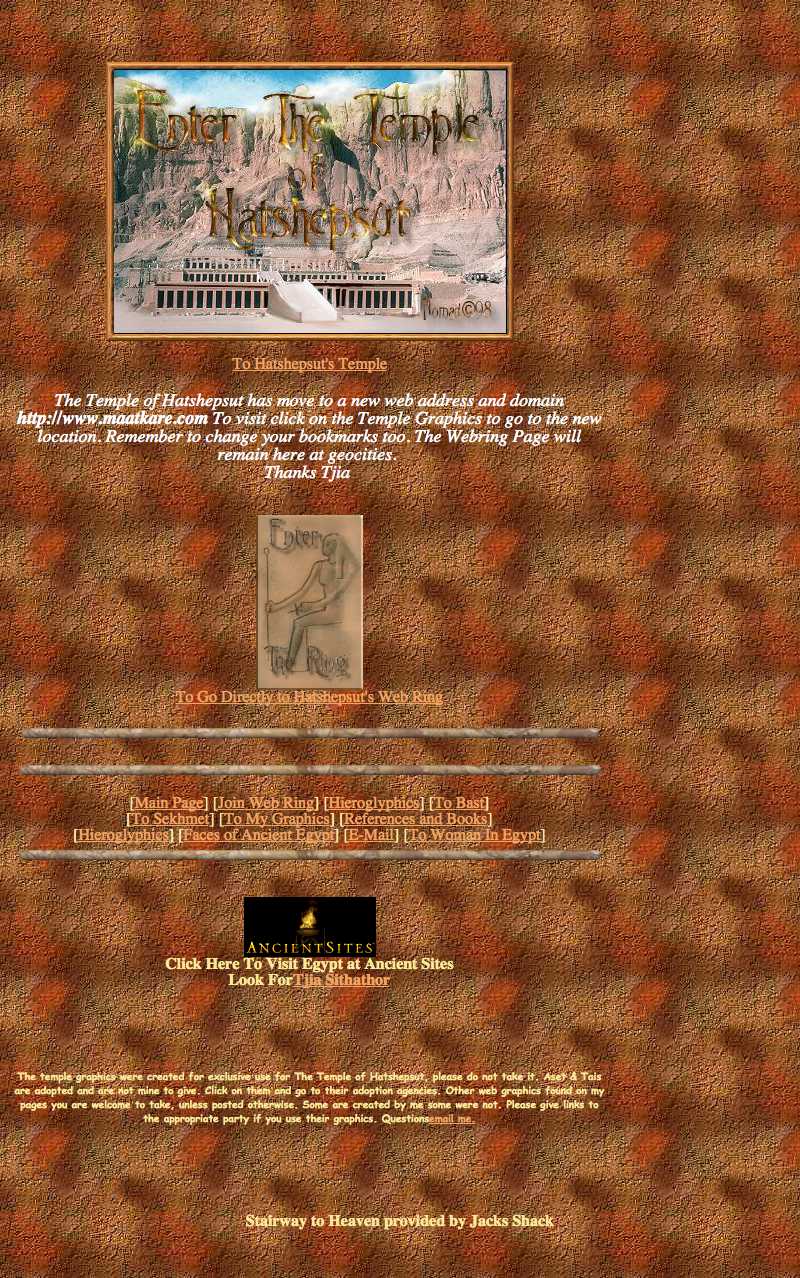 Enter The Temple
of
Hatshepsut
Nomad©98
To Hatshepsut's Temple
The Temple of Hatshepsut has move to a new web address and domain
http://www.maatkare.com To visit click on the Temple Graphics to go to the new
location. Remember to change your bookmarks too. The Webring Page will
remain here at geocities.
Thanks Tjia
Enter
The Ring
To Go Directly to Hatshepsut's Web Ring
[Main Page] [Join Web Ring] [Hieroglyphics] [To Bast]
[To Sekhmet] [To My Graphics] [References and Books]
[Hieroglyphics] [Faces of Ancient Egypt] [E-Mail] [To Woman In Egypt]
ANCIENTSITES
Click Here To Visit Egypt at Ancient Sites
Look ForTjia Sithathor
The temple graphics were created for exclusive use for The Temple of Hatshepsut, please do not take it. Aset & Tais
are adopted and are not mine to give. Click on them and go to their adoption agencies. Other web graphics found on my
pages you are welcome to take, unless posted otherwise. Some are created by me some were not. Please give links to
the appropriate party if you use their graphics. Questionsemail me.
Stairway to Heaven provided by Jacks Shack